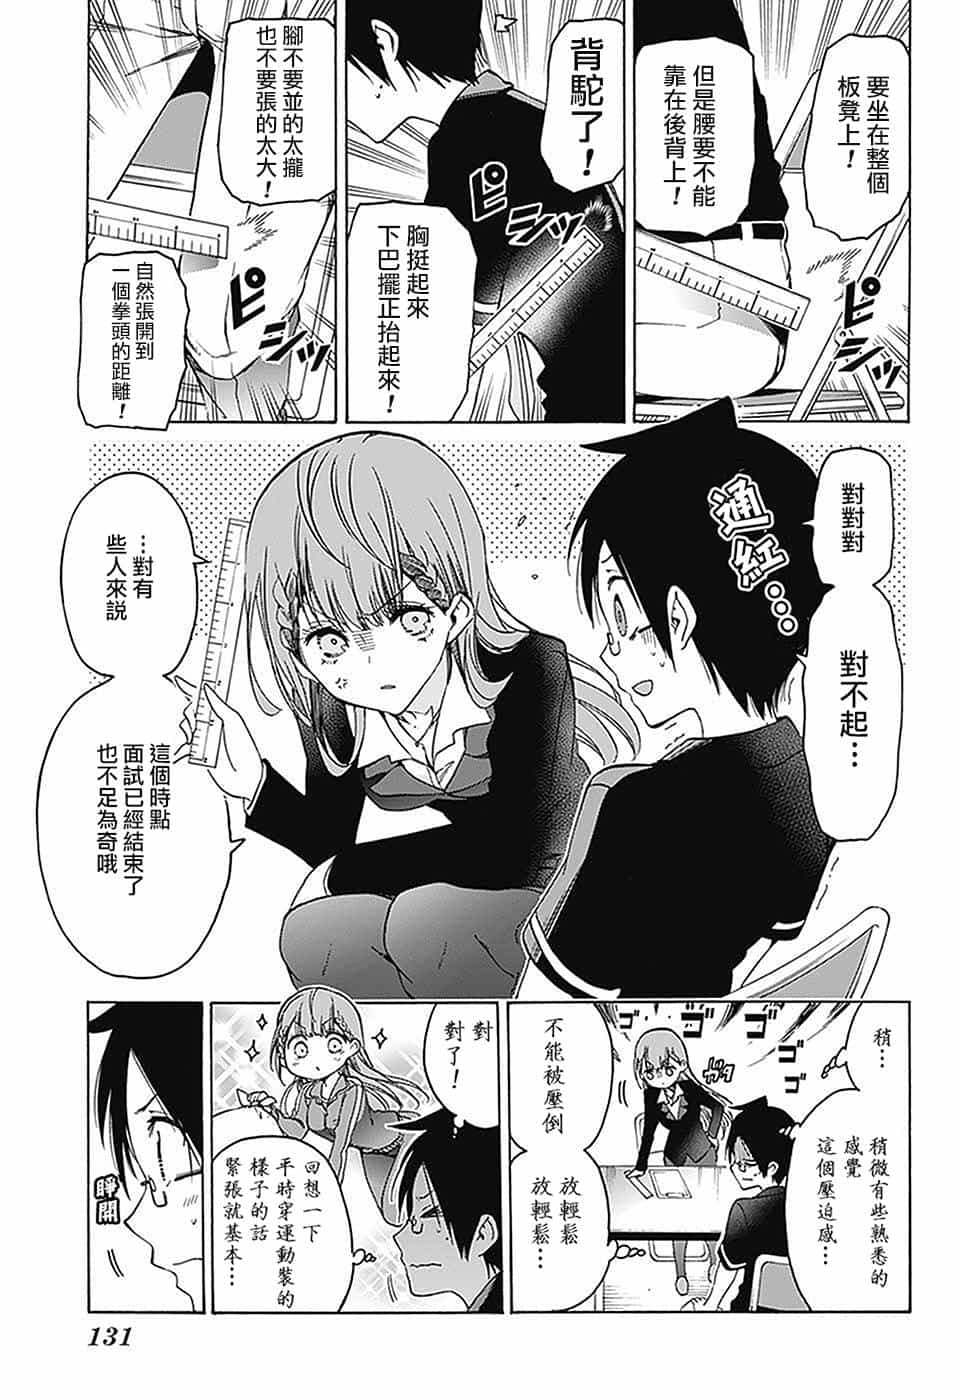 要坐在整個
板凳上！
但是腰要不能
靠在後背上！
ピシッ
背駝了！
ピシッ
胸挺起來
下巴擺正抬起來！
腳不要並的太攏
也不要張的太大！
ピシッ
自然張開到
一個拳頭的距離！
對對對
對不起…
通紅…
…對有
些人來說
這個時點
面試已經結束了
也不足為奇哦
稍…
稍微有些熟悉的
感覺
這個壓迫感…
ゴゴゴゴゴ
不能被壓倒
放輕鬆
放輕鬆…
對
對了！
回想一下
平時穿運動裝的
樣子的話
緊張就基本…
睜開
131